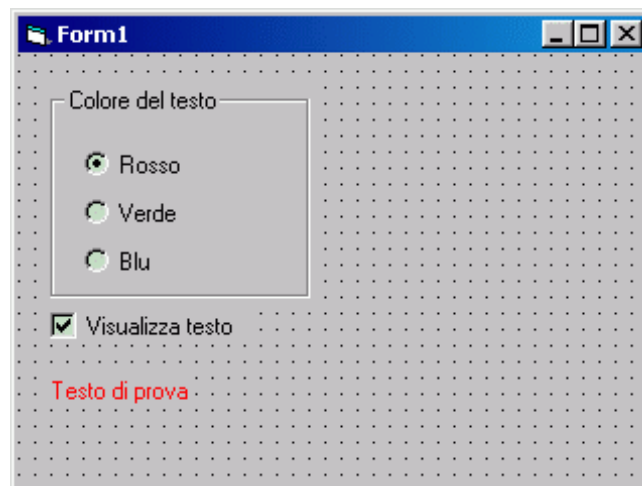 Form1
Colore del testo
Rosso
Verde
Blu
Visualizza testo
Testo di prova